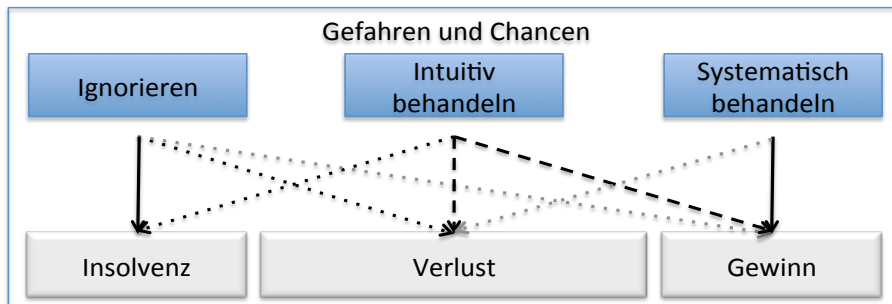 Gefahren und Chancen
Ignorieren
Intuitiv
behandeln
Systematisch
behandeln
Insolvenz
Verlust
Gewinn